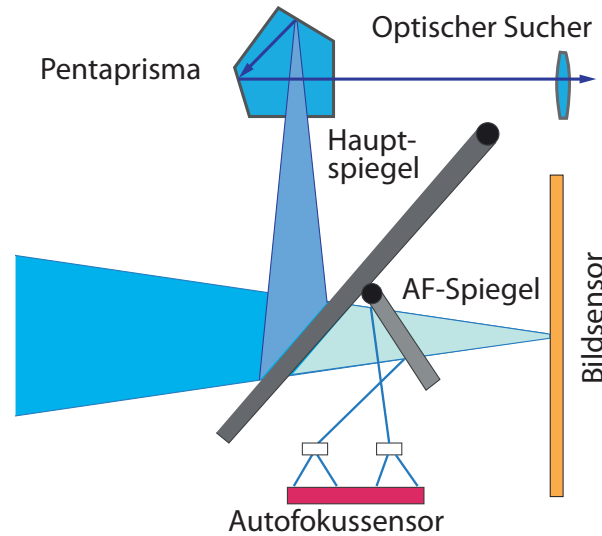 Optischer Sucher
Pentaprisma
Haupt-
spiegel
AF-Spiegel
Bildsensor
Autofokussensor